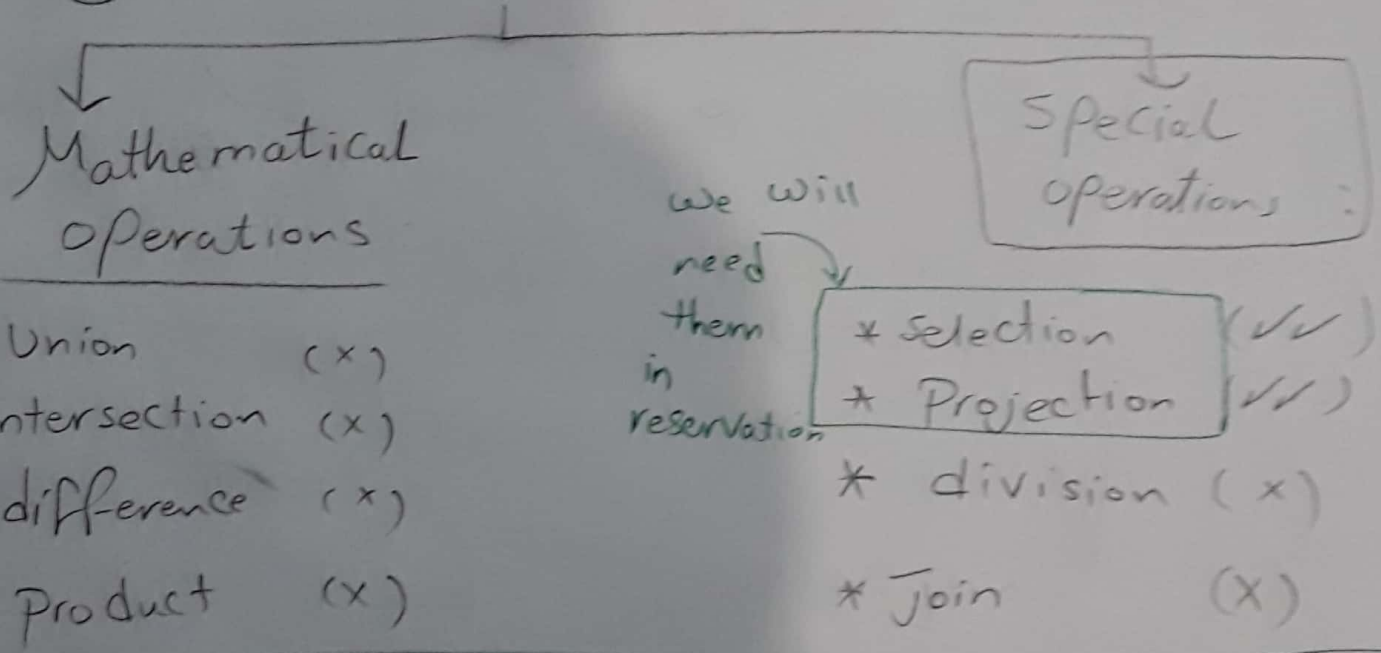 Mathematical
operations
Special
operations :
we will
need
them
in
reservation
Union (x)
ntersection (x)
difference (x)
Product (x)
* Selection (✓✓)
* Projection (✓✓)
* division (x)
* Join (x)